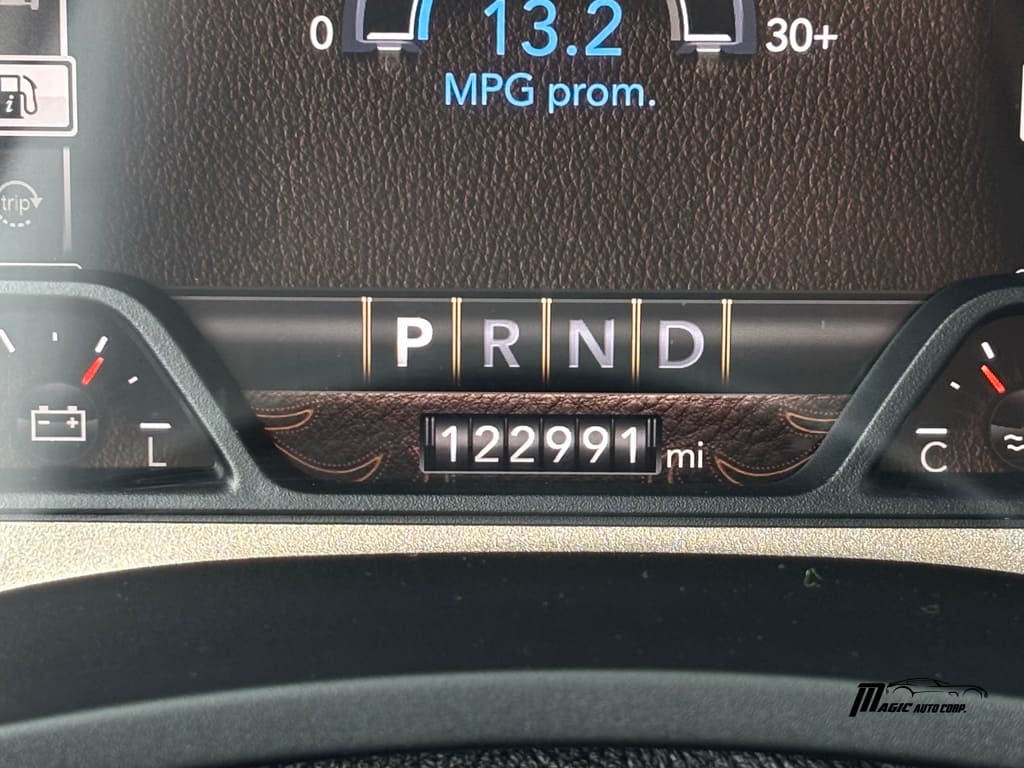 0 13.2 30+
MPG prom.
i
trip
P R N D
122991 mi
L
C
MAGIC AUTO CORP.